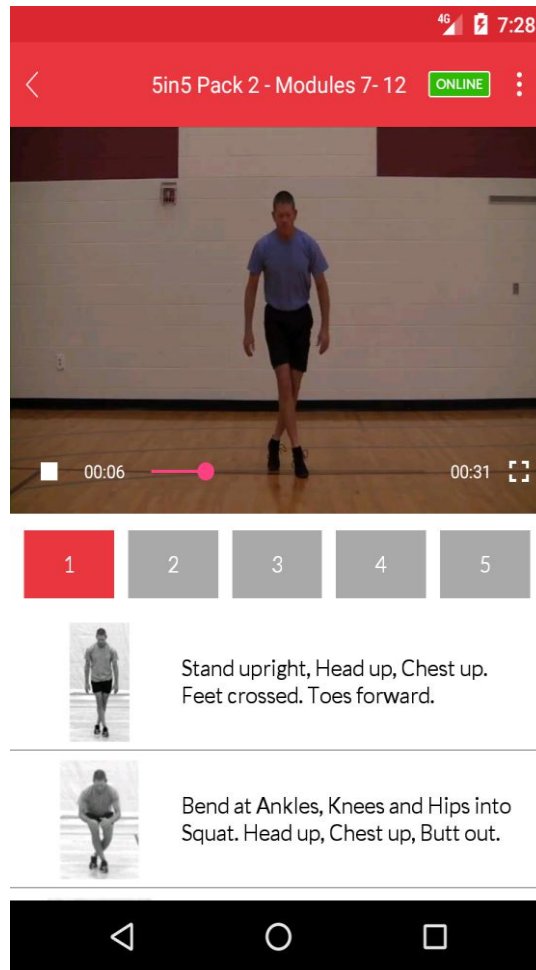 4G 7:28
5in5 Pack 2 - Modules 7- 12 ONLINE
00:06 00:31
1 2 3 4 5
Stand upright, Head up, Chest up.
Feet crossed. Toes forward.
Bend at Ankles, Knees and Hips into
Squat. Head up, Chest up, Butt out.